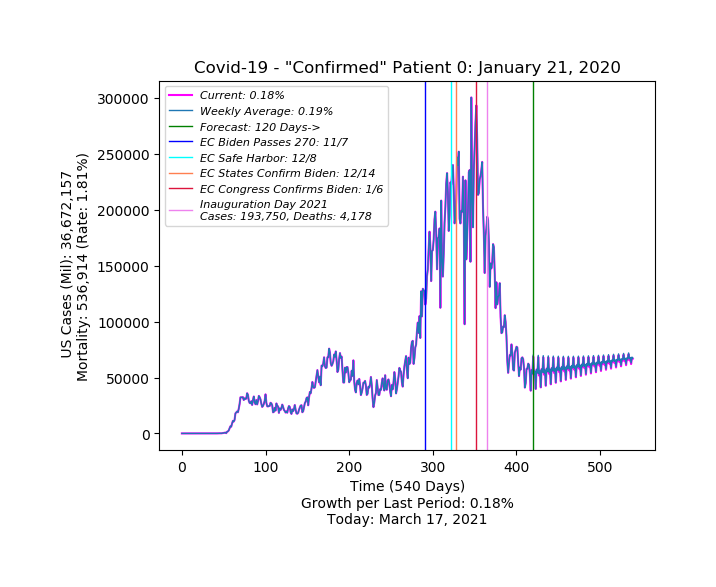 Covid-19 - "Confirmed" Patient 0: January 21, 2020
US Cases (Mil): 36,672,157
Mortality: 536,914 (Rate: 1.81%)
300000
250000
200000
150000
100000
50000
0
Current: 0.18%
Weekly Average: 0.19%
Forecast: 120 Days->
EC Biden Passes 270: 11/7
EC Safe Harbor: 12/8
EC States Confirm Biden: 12/14
EC Congress Confirms Biden: 1/6
Inauguration Day 2021
Cases: 193,750, Deaths: 4,178
0 100 200 300 400 500
Time (540 Days)
Growth per Last Period: 0.18%
Today: March 17, 2021